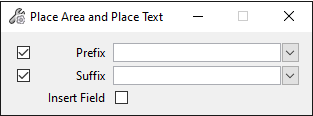 Place Area and Place Text
Prefix
Suffix
Insert Field